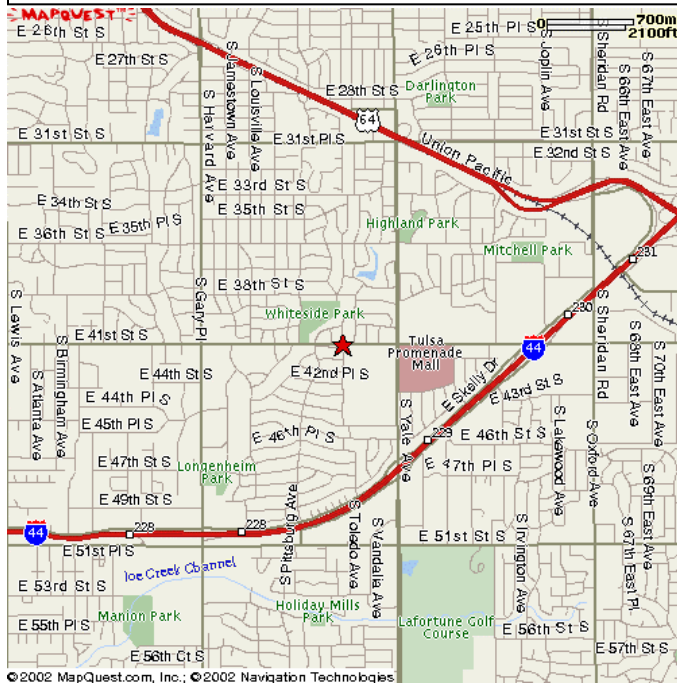 MAPQUEST
0 700m
2100ft
E 26th St S
E 27th St S
S Jamestown Ave
S Louisville Ave
S Harvard Ave
E 25th Pl S
E 26th Pl S
S Joplin Ave
S Sheridan Rd
S 66th East Ave
S 67th East Ave
E 28th St S
Darlington
Park
64
E 31st St S
E 31st Pl S
Union Pacific
E 31st St S
E 32nd St S
E 33rd St S
E 34th St S
E 35th St S
E 35th Pl S
E 36th St S
Highland Park
Mitchell Park
231
E 38th St S
S Gary Pl
Whiteside Park
230
S Sheridan Rd
S Lewis Ave
E 41st St S
S Birmingham Ave
Tulsa
Promenade
Mall
44
S 68th East Ave
S 70th East Ave
S Atlanta Ave
E 44th St S
E 42nd Pl S
E Skelly Dr
E 43rd St S
E 44th Pl S
E 45th Pl S
E 46th Pl S
S Yale Ave
229
E 46th St S
S Lakewood Ave
S Oxford Ave
E 47th St S
E 47th Pl S
Longenheim
Park
E 49th St S
S Pittsburg Ave
S Toledo Ave
S Vandalia Ave
S 69th East Ave
44
228
228
E 51st Pl S
E 51st St S
S Irvington Ave
S 67th East Pl
E 53rd St S
Joe Creek Channel
Manion Park
Holiday Mills
Park
Lafortune Golf
Course
E 55th Pl S
E 56th St S
E 56th Ct S
E 57th St S
© 2002 MapQuest.com, Inc.; © 2002 Navigation Technologies